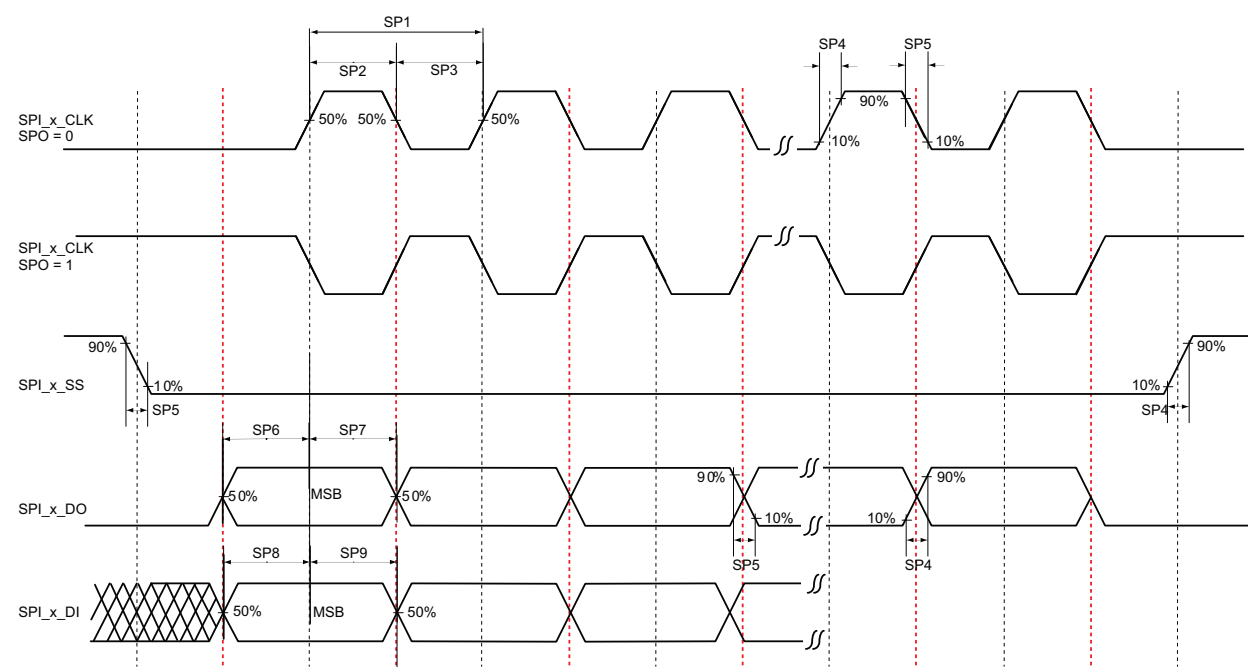 SP1
SP4 SP5
SP2 SP3
SPI_x_CLK
SPO = 0
50% 50% 50% 90%
10% 10%
SPI_x_CLK
SPO = 1
90% 90%
SPI_x_SS
10% 10%
SP5 SP4
SP6 SP7
90% 90%
50% MSB 50%
SPI_x_DO
10% 10%
SP5 SP4
SP8 SP9
SPI_x_DI
50% MSB 50%